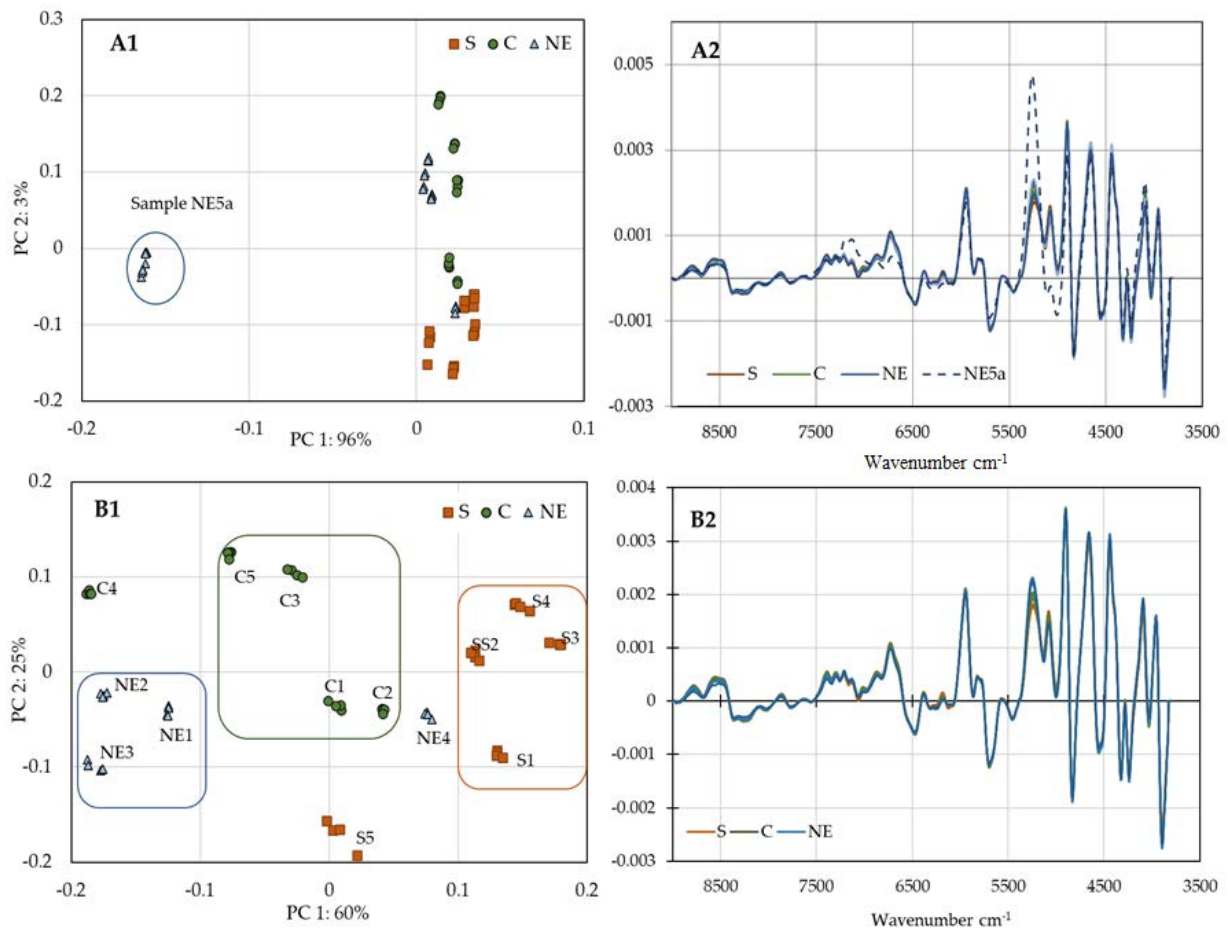 A1
S C NE
0.3
0.2
0.1
0
-0.1
-0.2
PC 2: 3%
Sample NE5a
-0.2
-0.1
0
0.1
PC 1: 96%
A2
0.005
0.003
0.001
-0.001
-0.003
S C NE NE5a
8500
7500
6500
5500
4500
3500
Wavenumber cm-1
B1
S C NE
0.2
0.1
0
-0.1
-0.2
PC 2: 25%
C5
C3
C4
S4
SS2
S3
NE2
NE1
C1
C2
NE4
NE3
S1
S5
-0.2
-0.1
0
0.1
0.2
PC 1: 60%
B2
0.004
0.003
0.002
0.001
0
-0.001
-0.002
-0.003
S C NE
8500
7500
6500
5500
4500
3500
Wavenumber cm-1